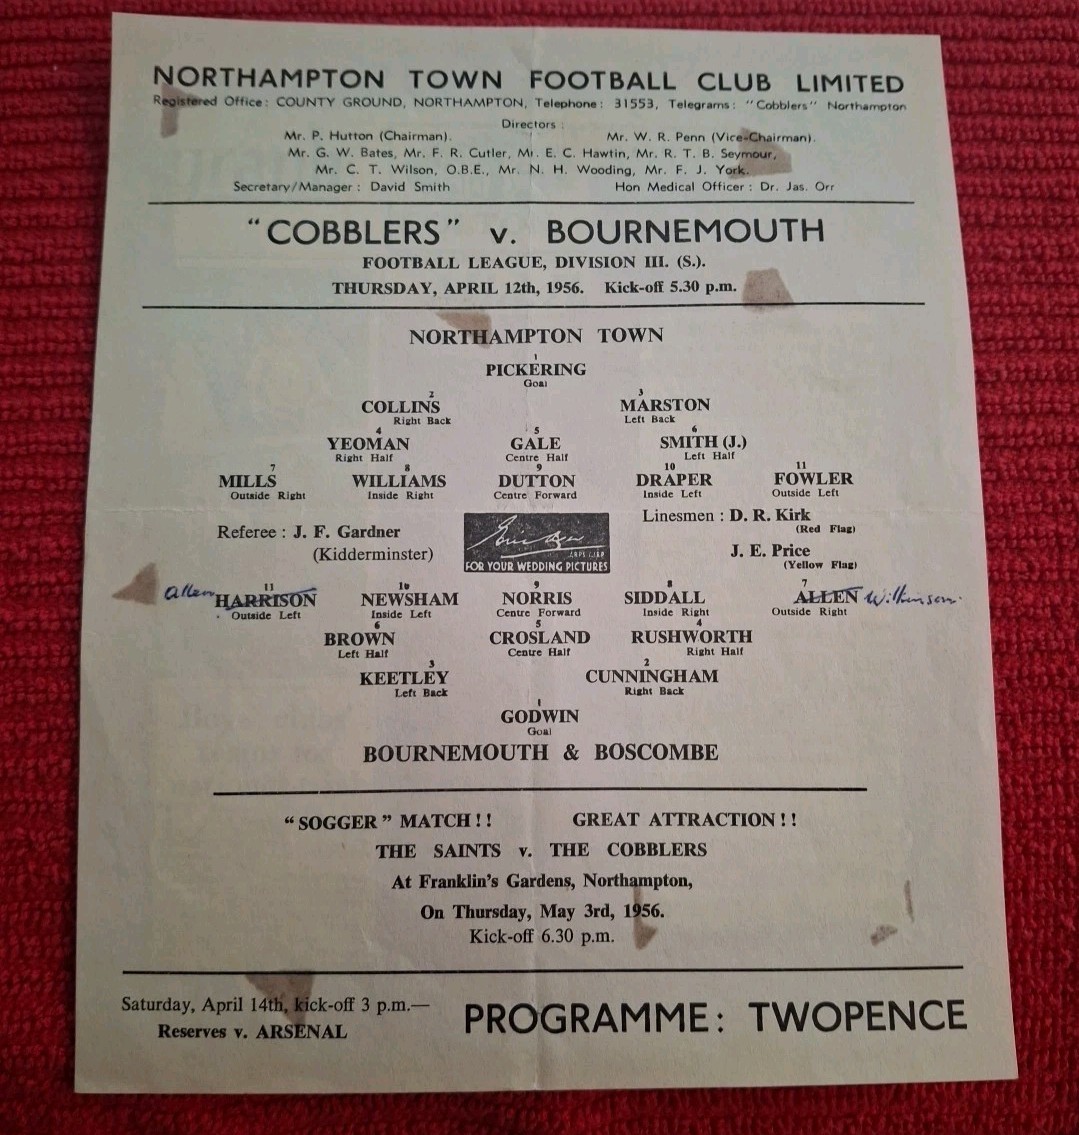 NORTHAMPTON TOWN FOOTBALL CLUB LIMITED
Registered Office: COUNTY GROUND, NORTHAMPTON, Telephone: 31553, Telegrams: "Cobblers" Northampton
Directors:
Mr. P. Hutton (Chairman). Mr. W. R. Penn (Vice-Chairman).
Mr. G. W. Bates, Mr. F. R. Cutler, Mr. E. C. Hawtin, Mr. R. T. B. Seymour,
Mr. C. T. Wilson, O.B.E., Mr. N. H. Wooding, Mr. F. J. York.
Secretary/Manager: David Smith Hon Medical Officer: Dr. Jas. Orr
"COBBLERS" v. BOURNEMOUTH
FOOTBALL LEAGUE, DIVISION III. (S.).
THURSDAY, APRIL 12th, 1956. Kick-off 5.30 p.m.
NORTHAMPTON TOWN
1
PICKERING
Goal
2 3
COLLINS MARSTON
Right Back Left Back
4 5 6
YEOMAN GALE SMITH (J.)
Right Half Centre Half Left Half
7 8 9 10 11
MILLS WILLIAMS DUTTON DRAPER FOWLER
Outside Right Inside Right Centre Forward Inside Left Outside Left
Referee: J. F. Gardner
(Kidderminster)
FOR YOUR WEDDING PICTURES
Linesmen: D. R. Kirk
(Red Flag)
J. E. Price
(Yellow Flag)
11 10 9 8 7
Allen HARRISON NEWSHAM NORRIS SIDDALL ALLEN Wilkinson.
Outside Left Inside Left Centre Forward Inside Right Outside Right
6 5 4
BROWN CROSLAND RUSHWORTH
Left Half Centre Half Right Half
3 2
KEETLEY CUNNINGHAM
Left Back Right Back
1
GODWIN
Goal
BOURNEMOUTH & BOSCOMBE
"SOGGER" MATCH!! GREAT ATTRACTION!!
THE SAINTS v. THE COBBLERS
At Franklin's Gardens, Northampton,
On Thursday, May 3rd, 1956.
Kick-off 6.30 p.m.
Saturday, April 14th, kick-off 3 p.m.—
Reserves v. ARSENAL
PROGRAMME: TWOPENCE